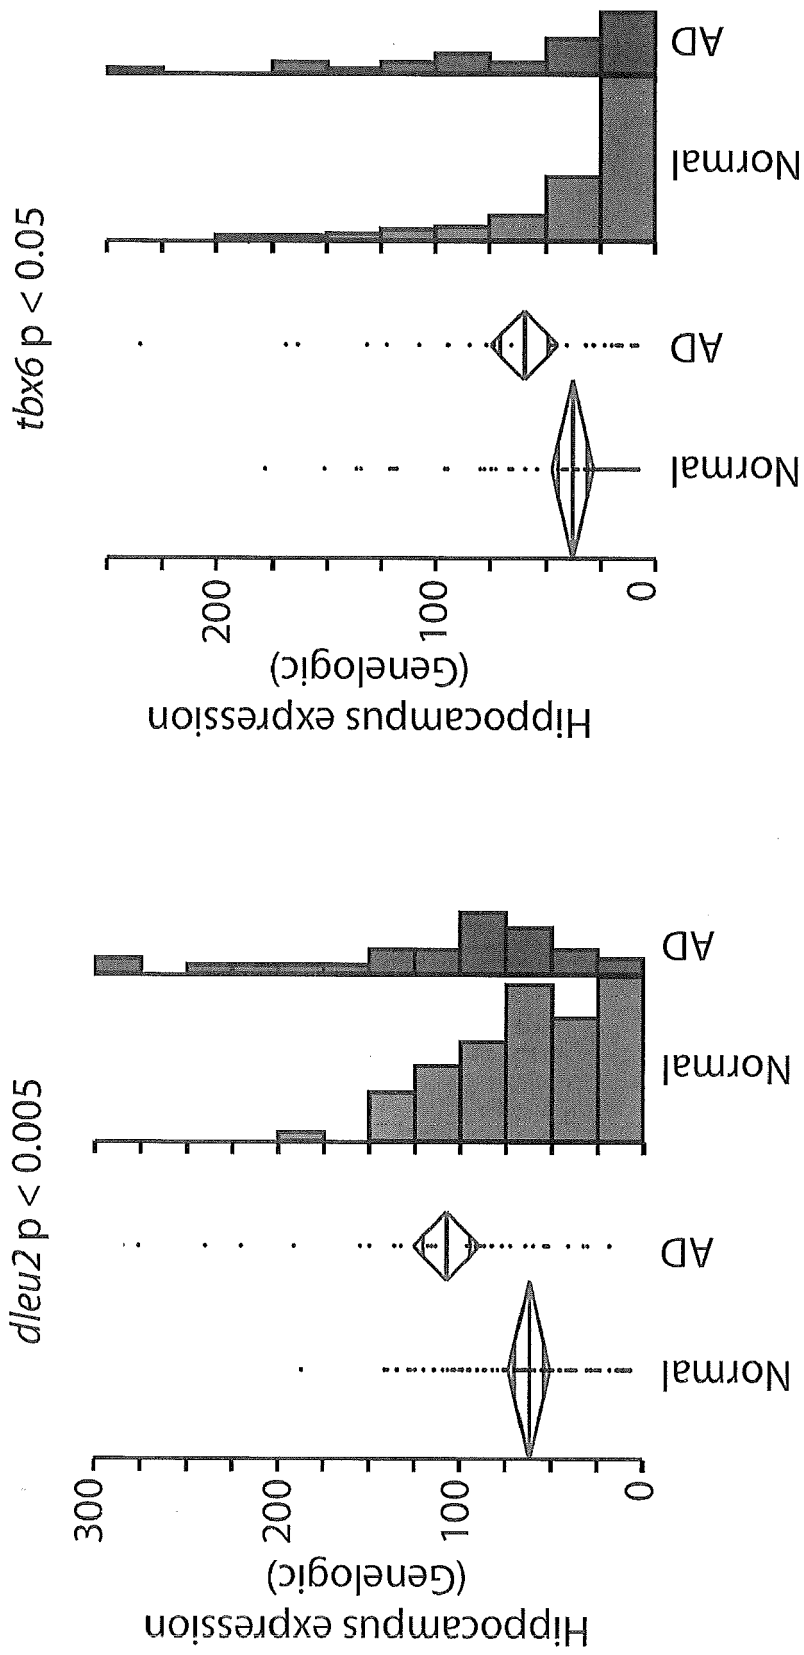 tbx6 p < 0.05
Hippocampus expression
(Genelogic)
200
100
0
Normal
AD
Normal
AD
dleu2 p < 0.005
Hippocampus expression
(Genelogic)
300
200
100
0
Normal
AD
Normal
AD